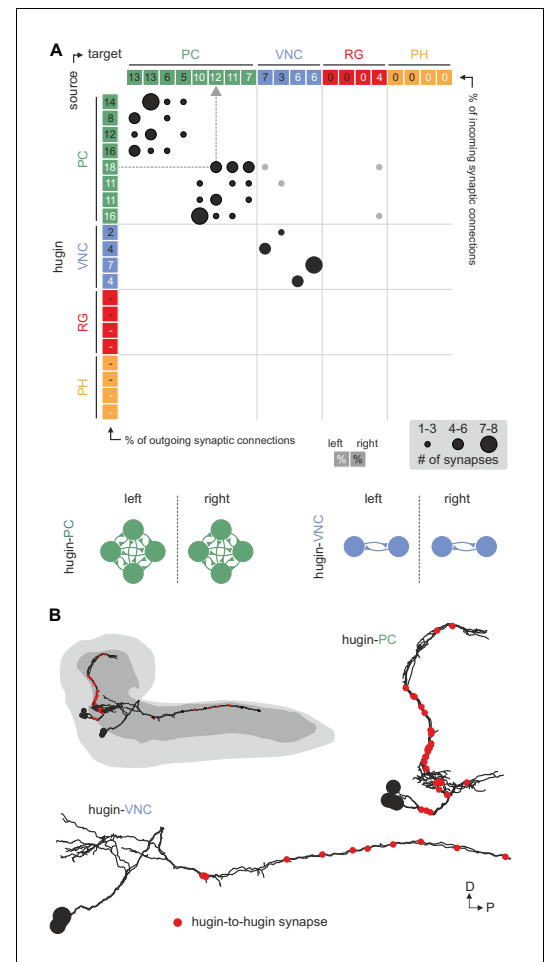 A
target
PC VNC RG PH
13 13 6 5 10 12 11 7 7 3 6 6 0 0 0 4 0 0 0 0
source
hugin
PC
14
8
12
16
18
11
11
16
VNC
2
4
7
4
RG
-
-
-
-
PH
-
-
-
-
% of incoming synaptic connections
% of outgoing synaptic connections
left right
% %
1-3 4-6 7-8
# of synapses
hugin-PC
left right
hugin-VNC
left right
B
hugin-PC
hugin-VNC
D
P
hugin-to-hugin synapse